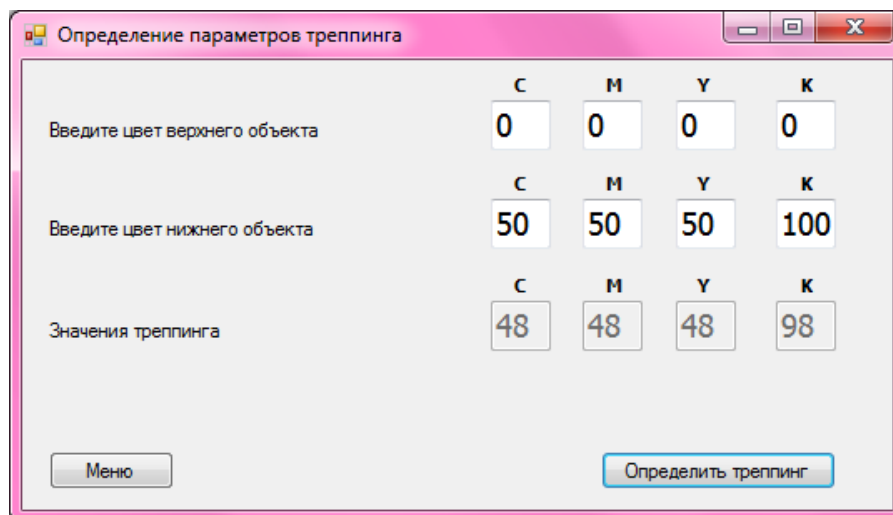 Определение параметров треппинга
C M Y K
Введите цвет верхнего объекта 0 0 0 0
C M Y K
Введите цвет нижнего объекта 50 50 50 100
C M Y K
Значения треппинга 48 48 48 98
Меню Определить треппинг